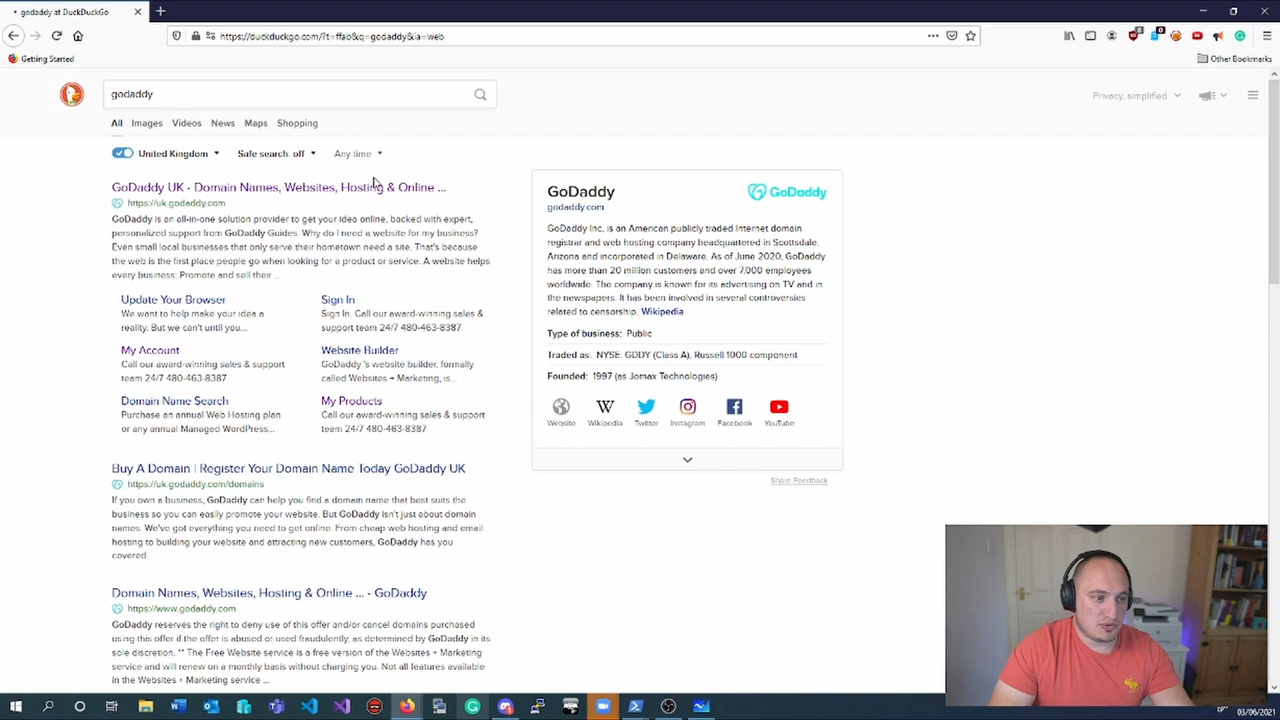 godaddy at DuckDuckGo
https://duckduckgo.com/?t=ffab&q=godaddy&ia=web
Getting Started
Other Bookmarks
godaddy
Privacy, simplified.
All Images Videos News Maps Shopping
United Kingdom Safe search: off Any time
GoDaddy UK - Domain Names, Websites, Hosting & Online ...
https://uk.godaddy.com
GoDaddy is an all-in-one solution provider to get your idea online, backed with expert,
personalized support from GoDaddy Guides. Why do I need a website for my business?
Even small local businesses that only serve their hometown need a site. That's because
the web is the first place people go when looking for a product or service. A website helps
every business: Promote and sell their ...
Update Your Browser
We want to help make your idea a
reality. But we can't until you...
Sign In
Sign In. Call our award-winning sales &
support team 24/7 480-463-8387
My Account
Call our award-winning sales & support
team 24/7 480-463-8387
Website Builder
GoDaddy 's website builder, formally
called Websites + Marketing, is...
Domain Name Search
Purchase an annual Web Hosting plan
or any annual Managed WordPress...
My Products
Call our award-winning sales & support
team 24/7 480-463-8387
Buy A Domain | Register Your Domain Name Today GoDaddy UK
https://uk.godaddy.com/domains
If you own a business, GoDaddy can help you find a domain name that best suits the
business so you can easily promote your website. But GoDaddy isn't just about domain
names. We've got everything you need to get online. From cheap web hosting and email
hosting to building your website and attracting new customers, GoDaddy has you
covered.
Domain Names, Websites, Hosting & Online ... - GoDaddy
https://www.godaddy.com
GoDaddy reserves the right to deny use of this offer and/or cancel domains purchased
using this offer if the offer is abused or used fraudulently, as determined by GoDaddy in its
sole discretion. ** The Free Website service is a free version of the Websites + Marketing
service and will renew on a monthly basis without charging you. Not all features available
in the Websites + Marketing service ...
GoDaddy
godaddy.com
GoDaddy
GoDaddy Inc. is an American publicly traded Internet domain
registrar and web hosting company headquartered in Scottsdale,
Arizona and incorporated in Delaware. As of June 2020, GoDaddy
has more than 20 million customers and over 7,000 employees
worldwide. The company is known for its advertising on TV and in
the newspapers. It has been involved in several controversies
related to censorship. Wikipedia
Type of business: Public
Traded as: NYSE: GDDY (Class A), Russell 1000 component
Founded: 1997 (as Jomax Technologies)
Website Wikipedia Twitter Instagram Facebook YouTube
Share Feedback
03/06/2021